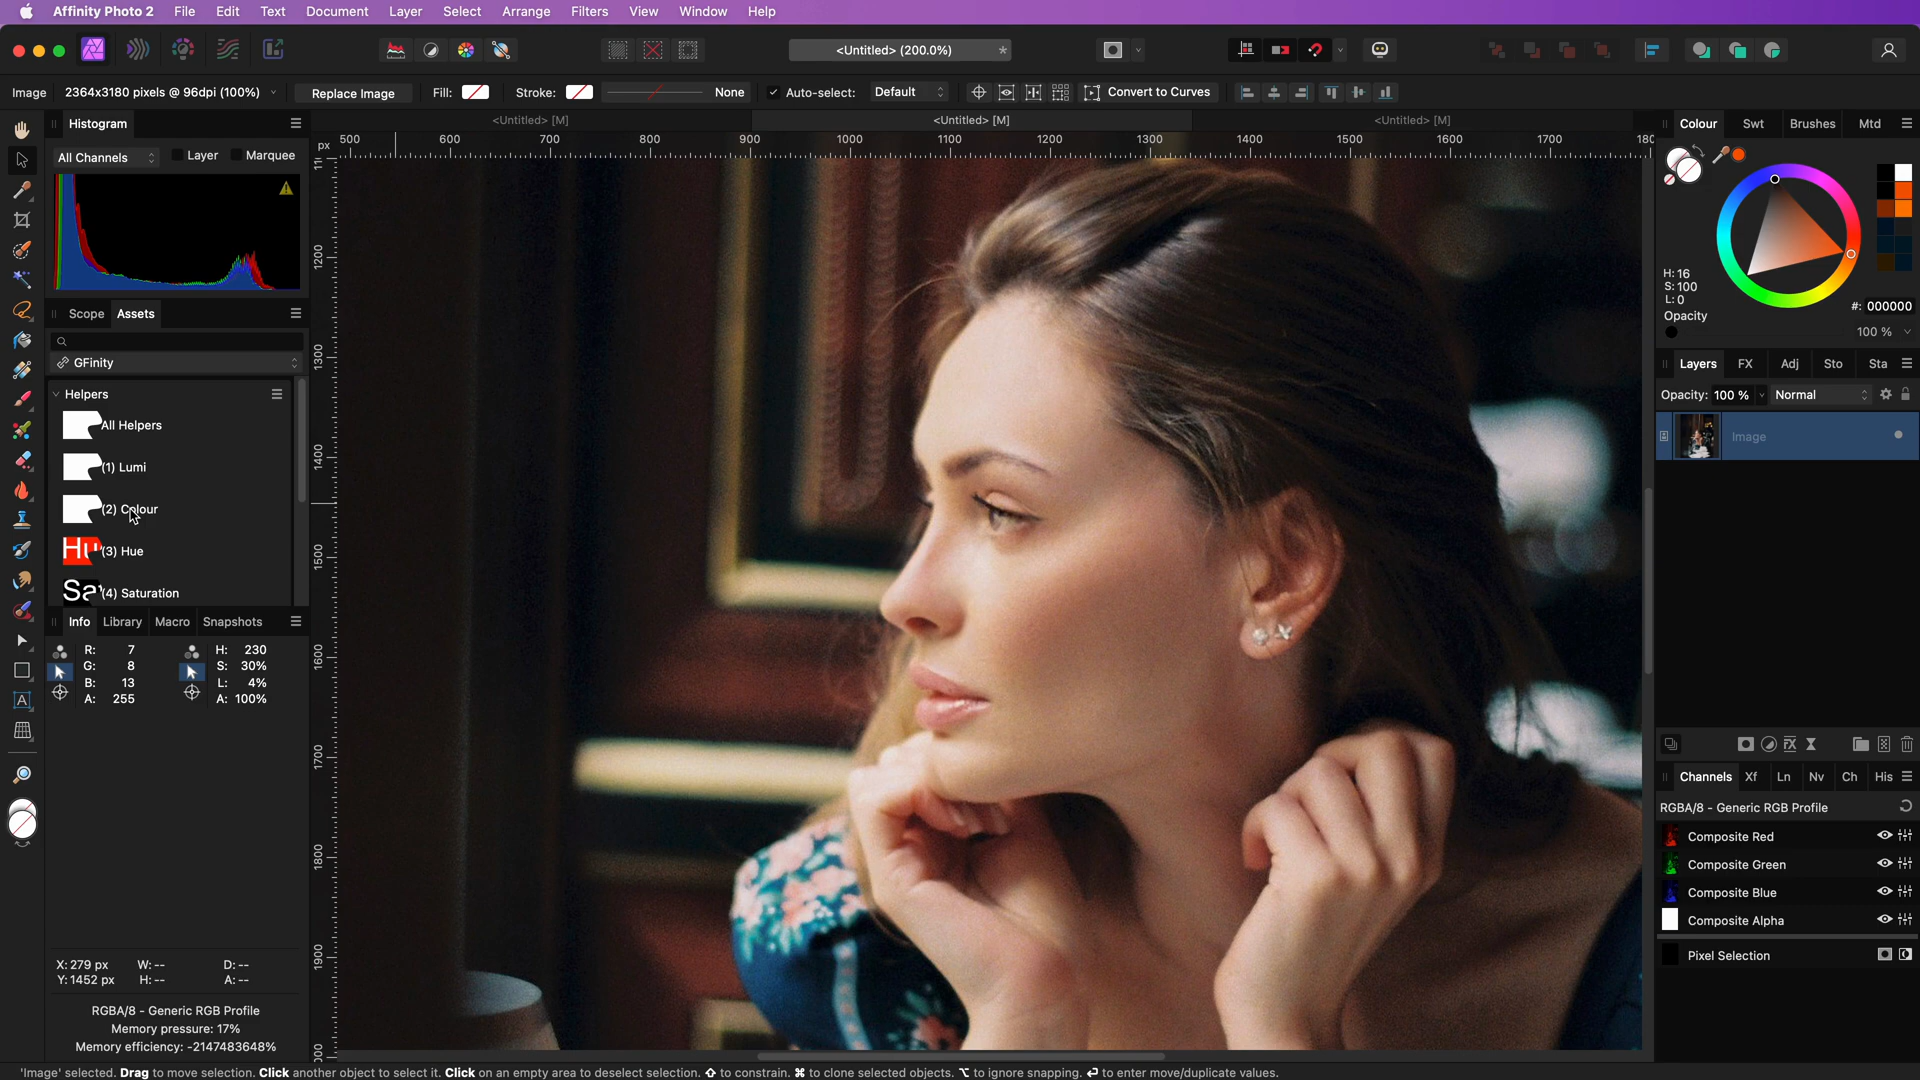 Affinity Photo 2 File Edit Text Document Layer Select Arrange Filters View Window Help
<Untitled> (200.0%) *
Image 2364x3180 pixels @ 96dpi (100%) Replace Image Fill: Stroke: None Auto-select: Default Convert to Curves
Histogram
All Channels Layer Marquee
Scope Assets
GFinity
Helpers
All Helpers
(1) Lumi
(2) Colour
(3) Hue
(4) Saturation
Info Library Macro Snapshots
R: 7 H: 230
G: 8 S: 30%
B: 13 L: 4%
A: 255 A: 100%
X: 279 px W: -- D: --
Y: 1452 px H: -- A: --
RGBA/8 - Generic RGB Profile
Memory pressure: 17%
Memory efficiency: -2147483648%
<Untitled> [M] <Untitled> [M] <Untitled> [M]
px 500 600 700 800 900 1000 1100 1200 1300 1400 1500 1600 1700
1200
1300
1400
1500
1600
1700
1800
1900
Colour Swt Brushes Mtd
H: 16
S: 100
L: 0
#: 000000
Opacity
100 %
Layers FX Adj Sto Sta
Opacity: 100 % Normal
Image
Channels Xf Ln Nv Ch His
RGBA/8 - Generic RGB Profile
Composite Red
Composite Green
Composite Blue
Composite Alpha
Pixel Selection
'Image' selected. Drag to move selection. Click another object to select it. Click on an empty area to deselect selection. ⇧ to constrain. ⌘ to clone selected objects. ⌥ to ignore snapping. ↵ to enter move/duplicate values.